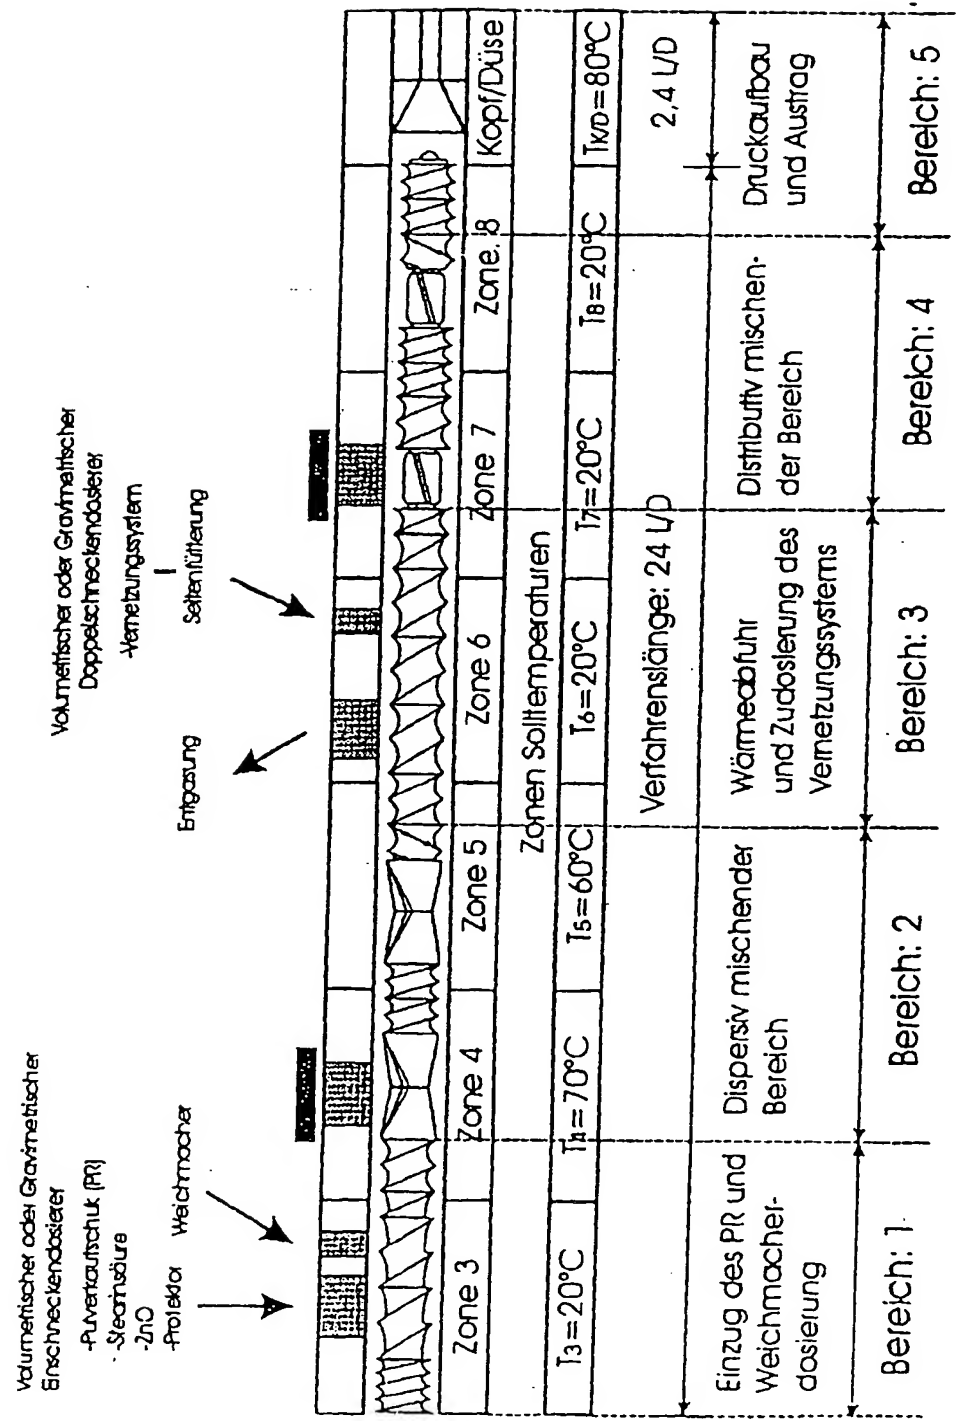 Volumetrischer oder Gravimetrischer
Einschneckendosierer
-Pulverkautschuk (PR)
-Stearinsäure
-ZnO
-Protektor
Weichmacher
Entgasung
Volumetrischer oder Gravimetrischer
Doppelschneckendosierer
-Vernetzungssystem
Seitenfütterung
Zone 3
Zone 4
Zone 5
Zone 6
Zone 7
Zone. 8
Kopf/Düse
Zonen Solltemperaturen
T3=20°C
T4=70°C
T5=60°C
T6=20°C
T7=20°C
T8=20°C
TK/D=80°C
Verfahrenslänge: 24 L/D
2,4 L/D
Einzug des PR und
Weichmacher-
dosierung
Dispersiv mischender
Bereich
Wärmeabfuhr
und Zudosierung des
Vernetzungssystems
Distributiv mischen-
der Bereich
Druckaufbau
und Austrag
Bereich: 1
Bereich: 2
Bereich: 3
Bereich: 4
Bereich: 5